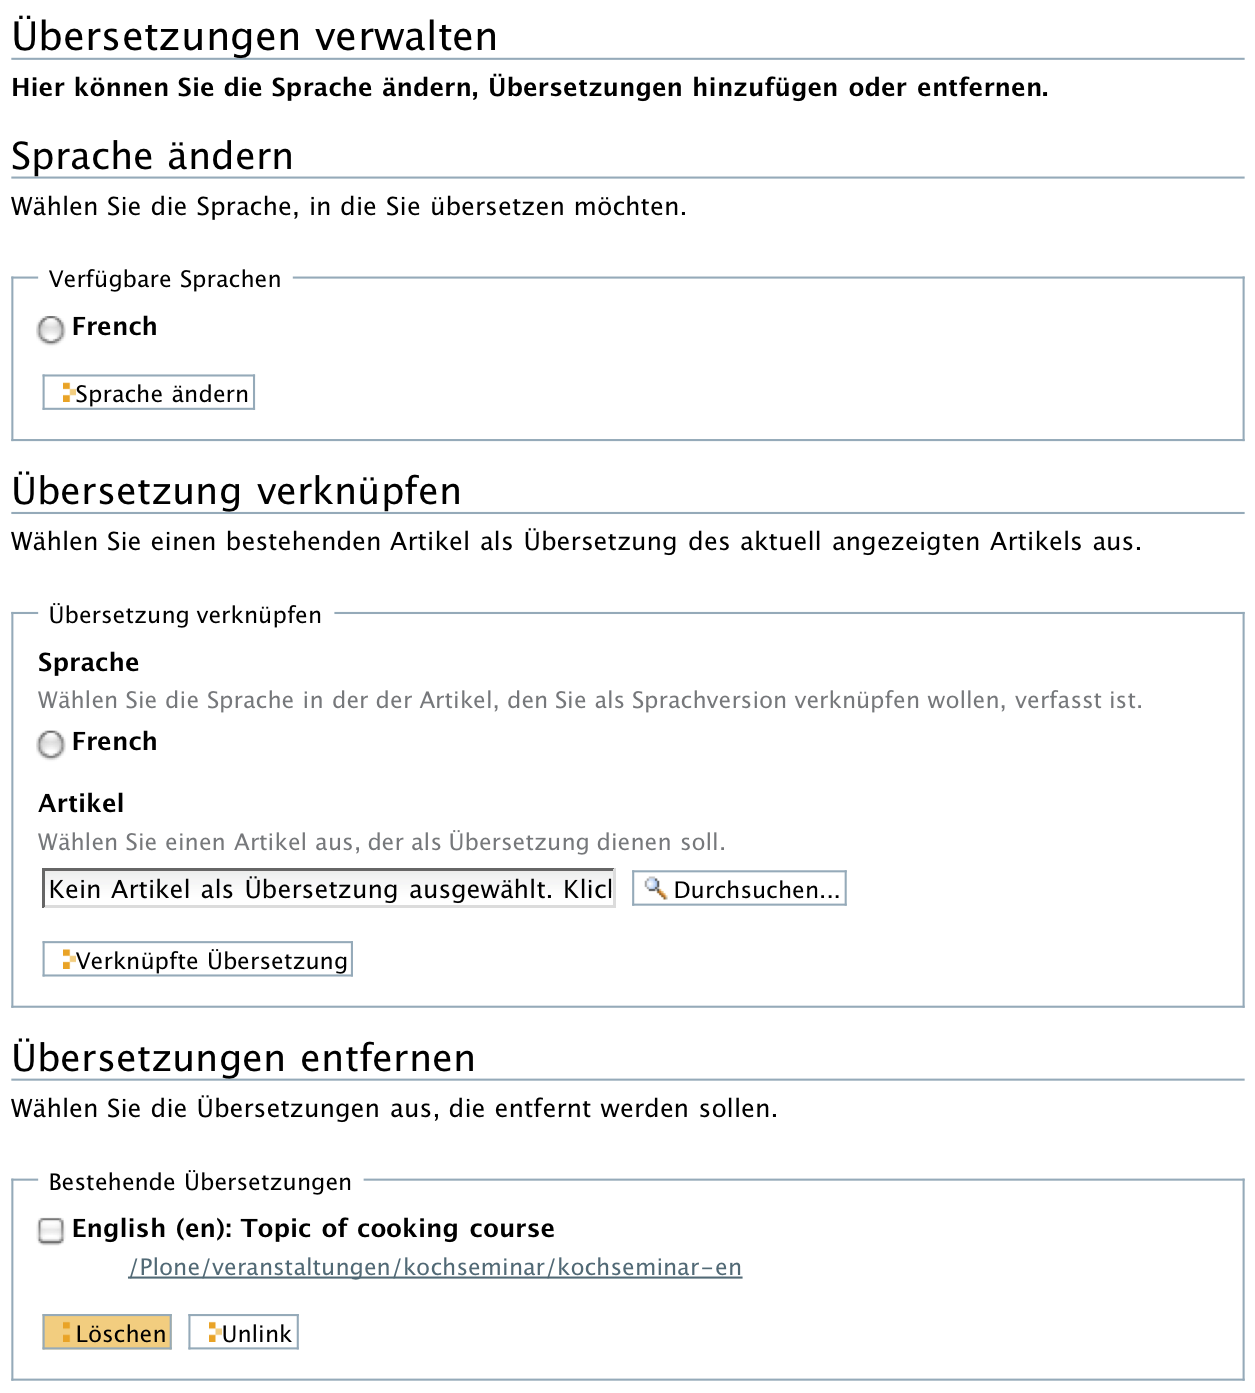 Übersetzungen verwalten
Hier können Sie die Sprache ändern, Übersetzungen hinzufügen oder entfernen.
Sprache ändern
Wählen Sie die Sprache, in die Sie übersetzen möchten.
Verfügbare Sprachen
French
Sprache ändern
Übersetzung verknüpfen
Wählen Sie einen bestehenden Artikel als Übersetzung des aktuell angezeigten Artikels aus.
Übersetzung verknüpfen
Sprache
Wählen Sie die Sprache in der der Artikel, den Sie als Sprachversion verknüpfen wollen, verfasst ist.
French
Artikel
Wählen Sie einen Artikel aus, der als Übersetzung dienen soll.
Kein Artikel als Übersetzung ausgewählt. Durchsuchen...
Verknüpfte Übersetzung
Übersetzungen entfernen
Wählen Sie die Übersetzungen aus, die entfernt werden sollen.
Bestehende Übersetzungen
English (en): Topic of cooking course
/Plone/veranstaltungen/kochseminar/kochseminar-en
Löschen Unlink